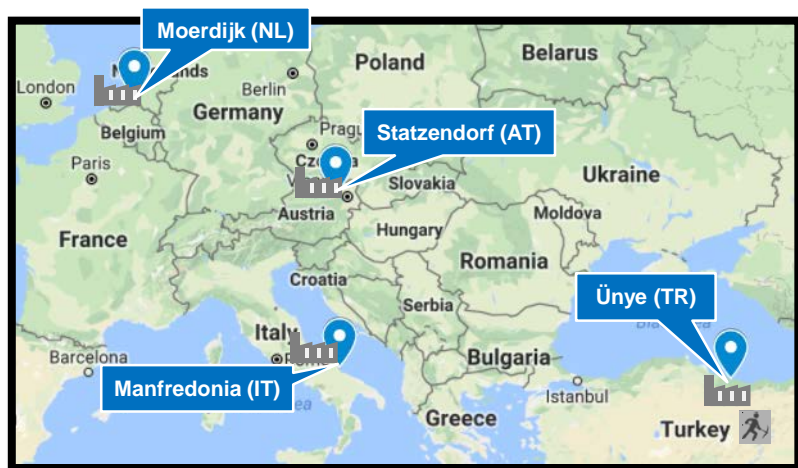 Moerdijk (NL)
Poland
Belarus
London
Berlin
Germany
Belgium
Statzendorf (AT)
Paris
Ukraine
Slovakia
Austria
Moldova
Hungary
France
Romania
Croatia
Ünye (TR)
Serbia
Italy
Barcelona
Bulgaria
Manfredonia (IT)
Istanbul
Greece
Turkey